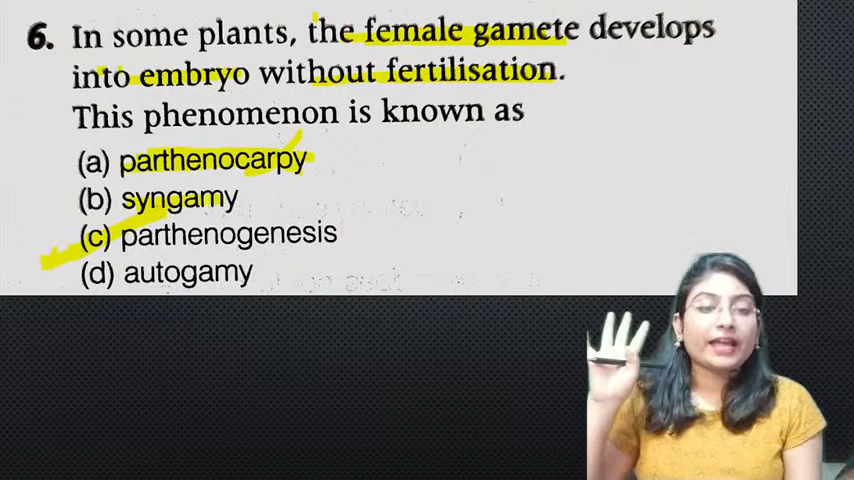 6. In some plants, the female gamete develops
into embryo without fertilisation.
This phenomenon is known as
(a) parthenocarpy
(b) syngamy
(c) parthenogenesis
(d) autogamy